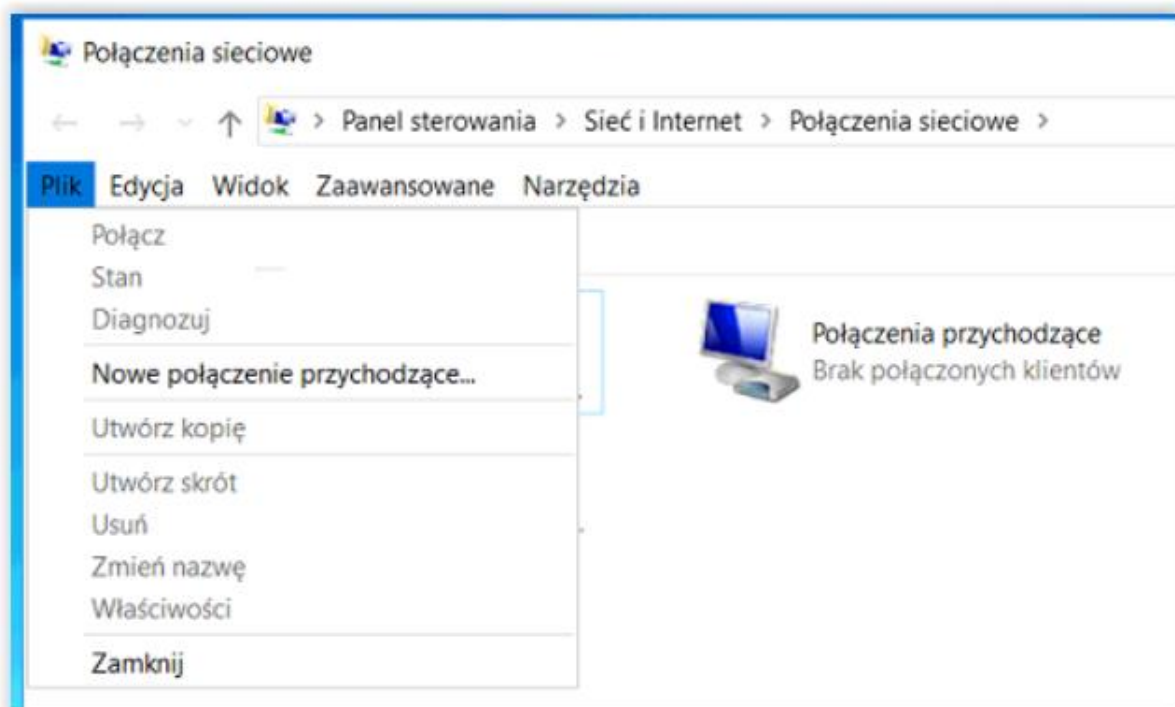 Połączenia sieciowe
Panel sterowania > Sieć i Internet > Połączenia sieciowe >
Plik Edycja Widok Zaawansowane Narzędzia
Połącz
Stan
Diagnozuj
Nowe połączenie przychodzące...
Utwórz kopię
Utwórz skrót
Usuń
Zmień nazwę
Właściwości
Zamknij
Połączenia przychodzące
Brak połączonych klientów